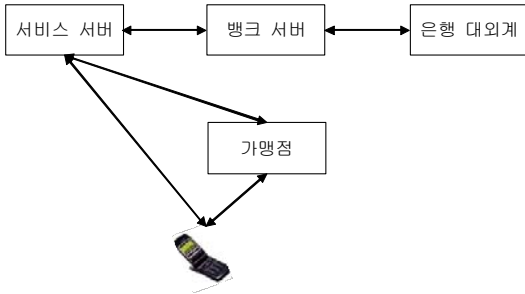 서비스 서버
뱅크 서버
은행 대외계
가맹점